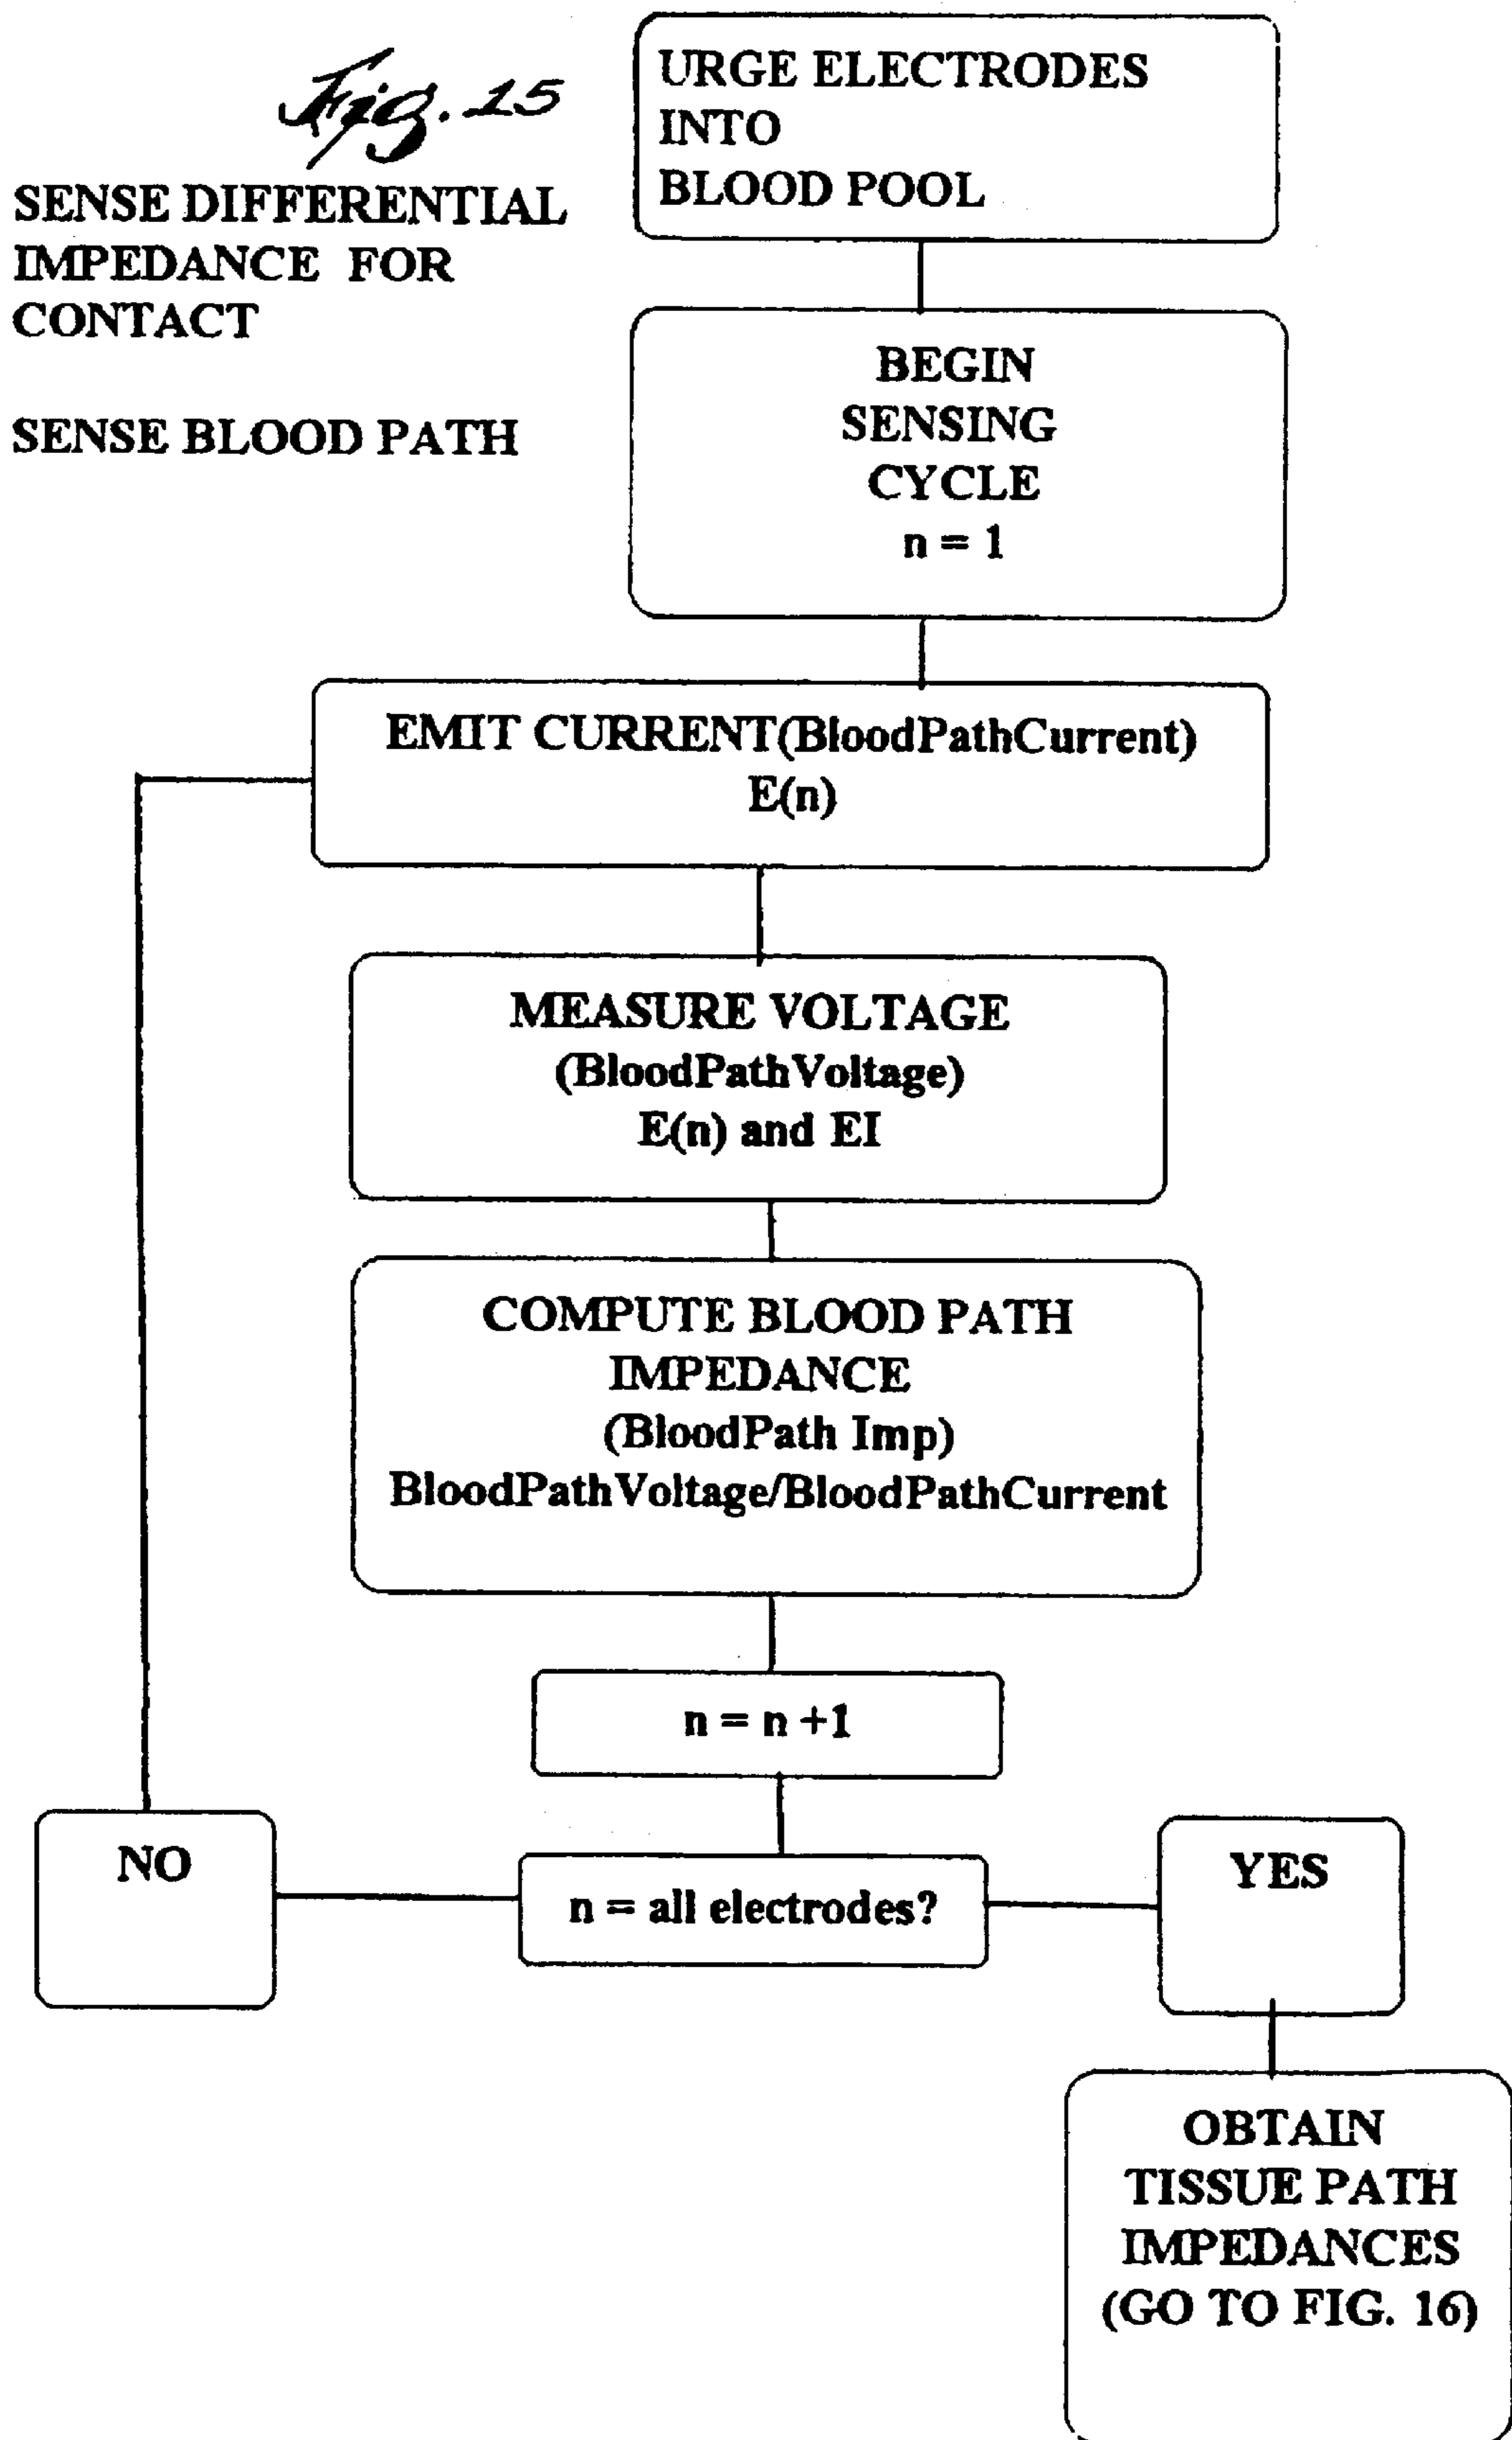 Fig. 15
SENSE DIFFERENTIAL
IMPEDANCE FOR
CONTACT
SENSE BLOOD PATH
URGE ELECTRODES
INTO
BLOOD POOL
BEGIN
SENSING
CYCLE
n = 1
EMIT CURRENT(BloodPathCurrent)
E(n)
MEASURE VOLTAGE
(BloodPathVoltage)
E(n) and EI
COMPUTE BLOOD PATH
IMPEDANCE
(BloodPath Imp)
BloodPathVoltage/BloodPathCurrent
n = n +1
NO
n = all electrodes?
YES
OBTAIN
TISSUE PATH
IMPEDANCES
(GO TO FIG. 16)